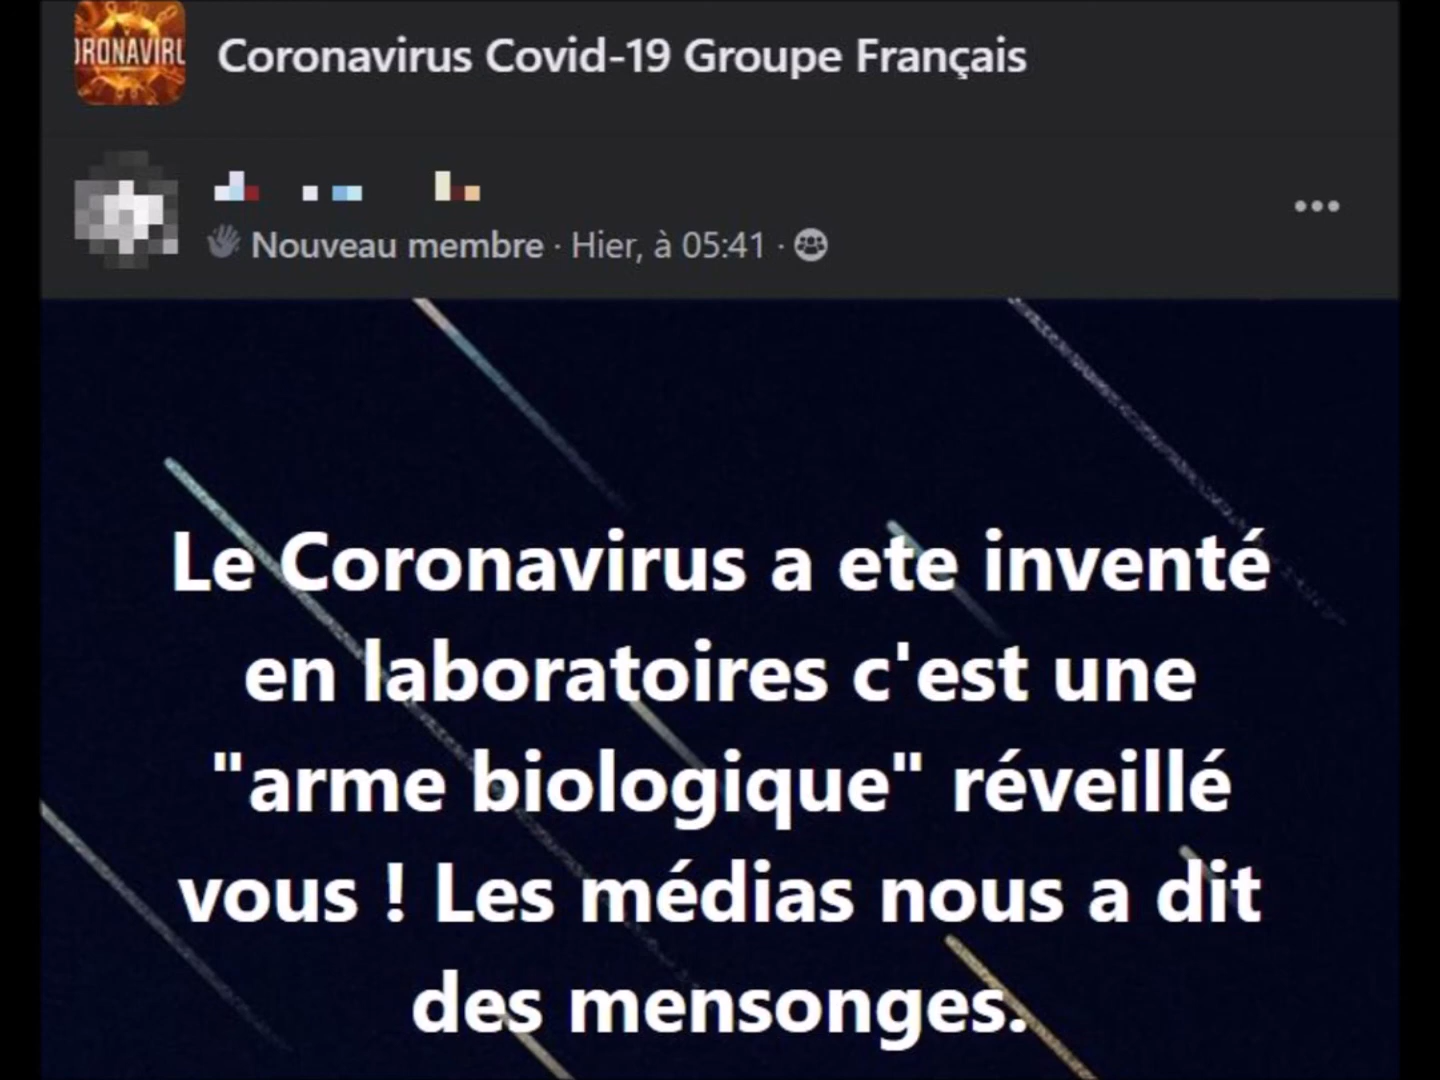 ORONAVIRU
Coronavirus Covid-19 Groupe Français
Nouveau membre · Hier, à 05:41 ·
Le Coronavirus a ete inventé
en laboratoires c'est une
"arme biologique" réveillé
vous ! Les médias nous a dit
des mensonges.